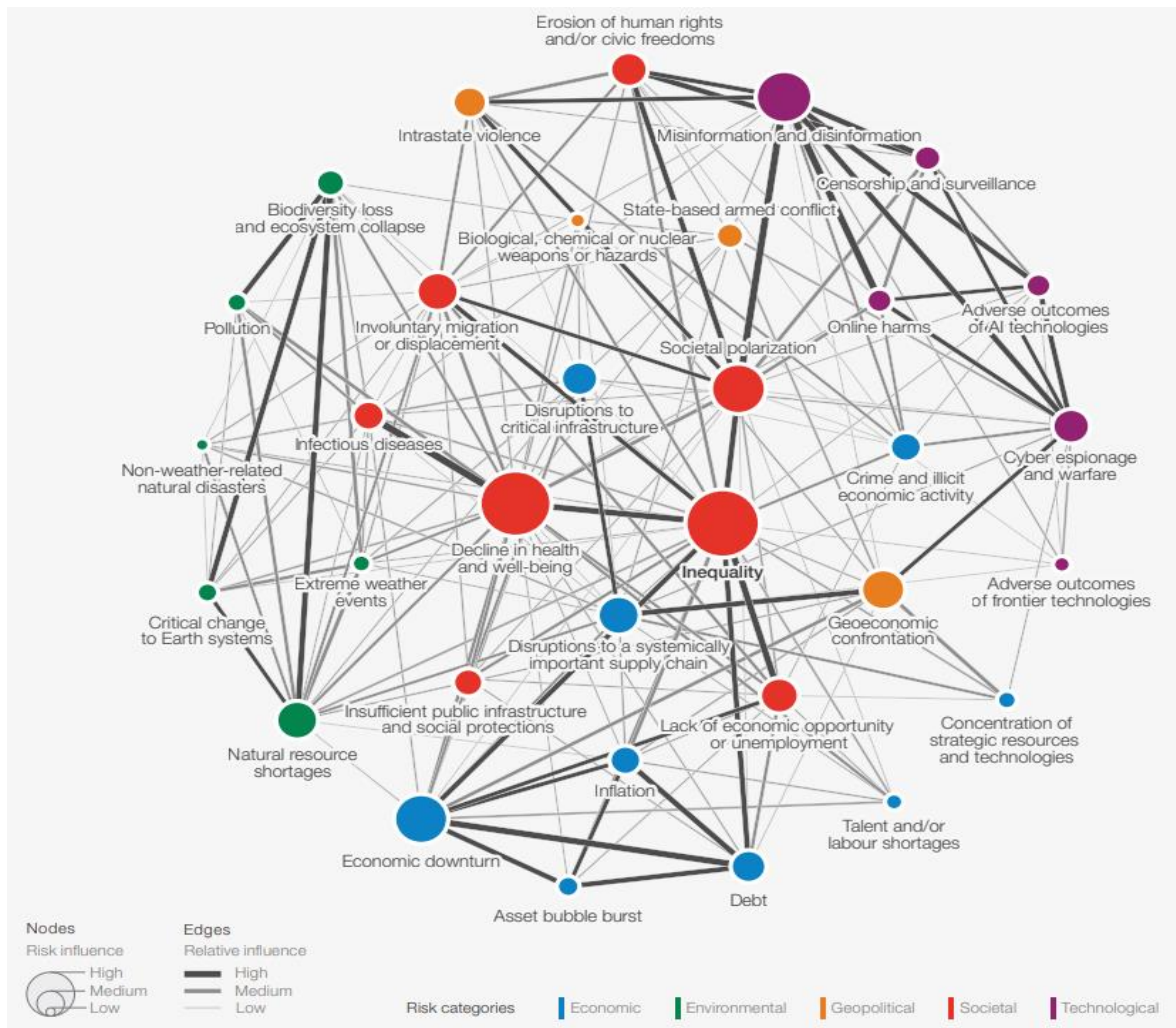 Erosion of human rights
and/or civic freedoms
Intrastate violence
Misinformation and disinformation
Censorship and surveillance
Biodiversity loss
and ecosystem collapse
State-based armed conflict
Biological, chemical or nuclear
weapons or hazards
Pollution
Involuntary migration
or displacement
Online harms
Adverse outcomes
of AI technologies
Societal polarization
Disruptions to
critical infrastructure
Infectious diseases
Non-weather-related
natural disasters
Crime and illicit
economic activity
Cyber espionage
and warfare
Decline in health
and well-being
Inequality
Extreme weather
events
Adverse outcomes
of frontier technologies
Critical change
to Earth systems
Geoeconomic
confrontation
Disruptions to a systemically
important supply chain
Insufficient public infrastructure
and social protections
Lack of economic opportunity
or unemployment
Concentration of
strategic resources
and technologies
Natural resource
shortages
Inflation
Talent and/or
labour shortages
Economic downturn
Asset bubble burst
Debt
Nodes
Risk influence
High
Medium
Low
Edges
Relative influence
High
Medium
Low
Risk categories
Economic
Environmental
Geopolitical
Societal
Technological